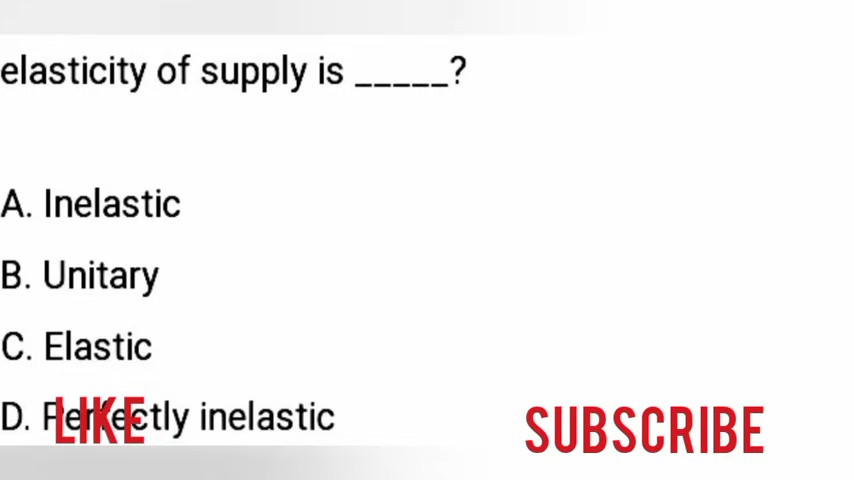 elasticity of supply is _____?
A. Inelastic
B. Unitary
C. Elastic
D. Perfectly inelastic
LIKE
SUBSCRIBE